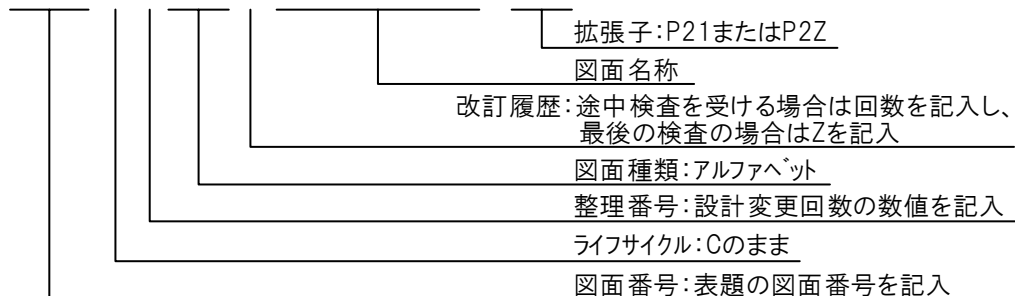 拡張子:P21またはP2Z
図面名称
改訂履歴:途中検査を受ける場合は回数を記入し、
最後の検査の場合はZを記入
図面種類:アルファベット
整理番号:設計変更回数の数値を記入
ライフサイクル:Cのまま
図面番号:表題の図面番号を記入